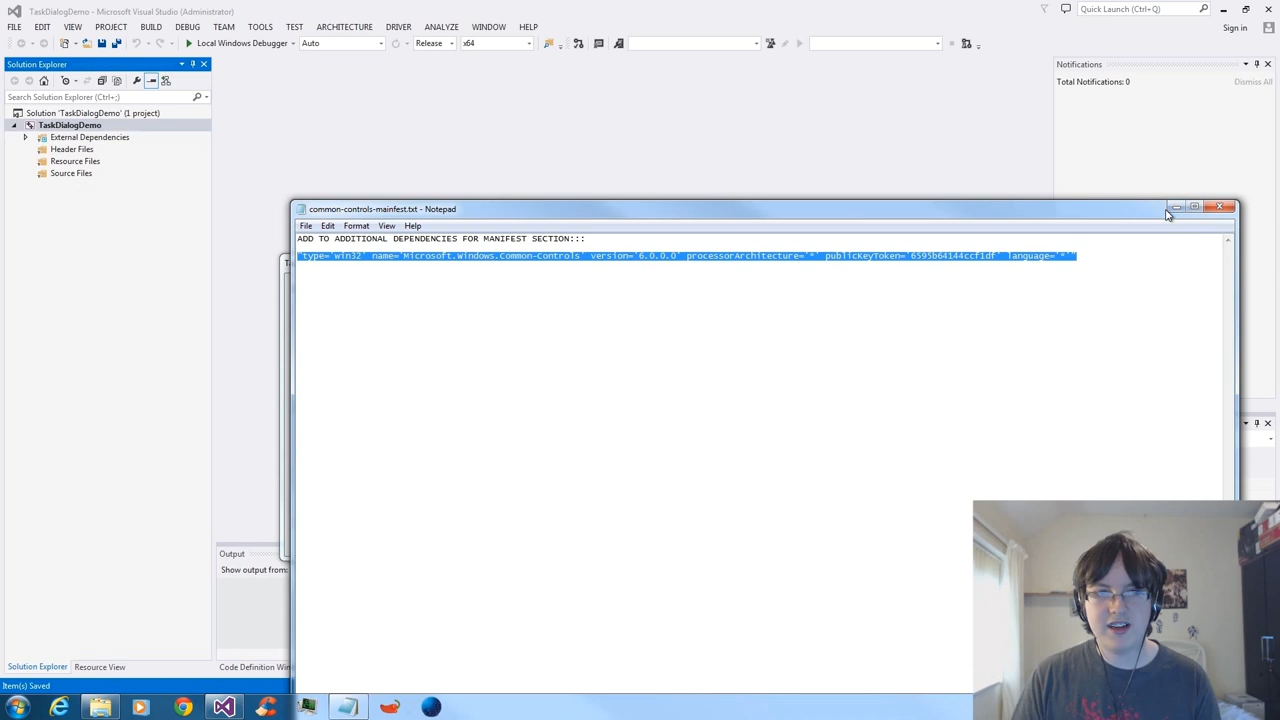 TaskDialogDemo - Microsoft Visual Studio (Administrator)
Quick Launch (Ctrl+Q)
FILE EDIT VIEW PROJECT BUILD DEBUG TEAM TOOLS TEST ARCHITECTURE DRIVER ANALYZE WINDOW HELP
Sign in
Local Windows Debugger Auto Release x64
Solution Explorer
Notifications
Total Notifications: 0 Dismiss All
Search Solution Explorer (Ctrl+;)
Solution 'TaskDialogDemo' (1 project)
TaskDialogDemo
External Dependencies
Header Files
Resource Files
Source Files
common-controls-mainfest.txt - Notepad
File Edit Format View Help
ADD TO ADDITIONAL DEPENDENCIES FOR MANIFEST SECTION:::
"type='win32' name='Microsoft.Windows.Common-Controls' version='6.0.0.0' processorArchitecture='*' publicKeyToken='6595b64144ccf1df' language='*'"
Output
Show output from:
Solution Explorer Resource View
Code Definition Win
Item(s) Saved